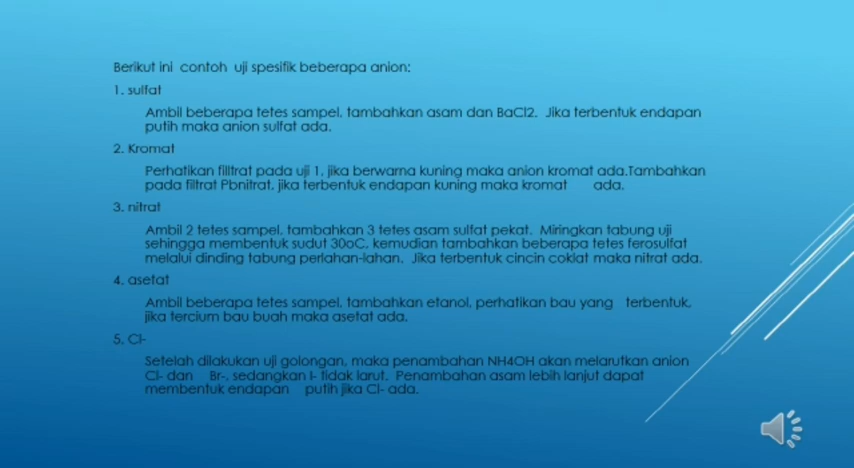 Berikut ini contoh uji spesifik beberapa anion:
1. sulfat
Ambil beberapa tetes sampel, tambahkan asam dan BaCl2. Jika terbentuk endapan
putih maka anion sulfat ada.
2. Kromat
Perhatikan fililtrat pada uji 1, jika berwarna kuning maka anion kromat ada.Tambahkan
pada filtrat Pbnitrat, jika terbentuk endapan kuning maka kromat ada.
3. nitrat
Ambil 2 tetes sampel, tambahkan 3 tetes asam sulfat pekat. Miringkan tabung uji
sehingga membentuk sudut 30oC, kemudian tambahkan beberapa tetes ferosulfat
melalui dinding tabung perlahan-lahan. Jika terbentuk cincin coklat maka nitrat ada.
4. asetat
Ambil beberapa tetes sampel, tambahkan etanol, perhatikan bau yang terbentuk,
jika tercium bau buah maka asetat ada.
5. Cl-
Setelah dilakukan uji golongan, maka penambahan NH4OH akan melarutkan anion
Cl- dan Br-, sedangkan I- tidak larut. Penambahan asam lebih lanjut dapat
membentuk endapan putih jika Cl- ada.